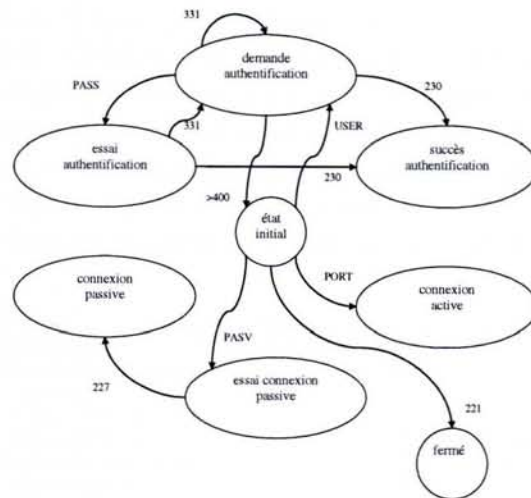 331
demande
authentification
PASS
230
331
USER
essai
authentification
succès
authentification
230
>400
état
initial
connexion
passive
PORT
connexion
active
PASV
227
essai connexion
passive
221
fermé